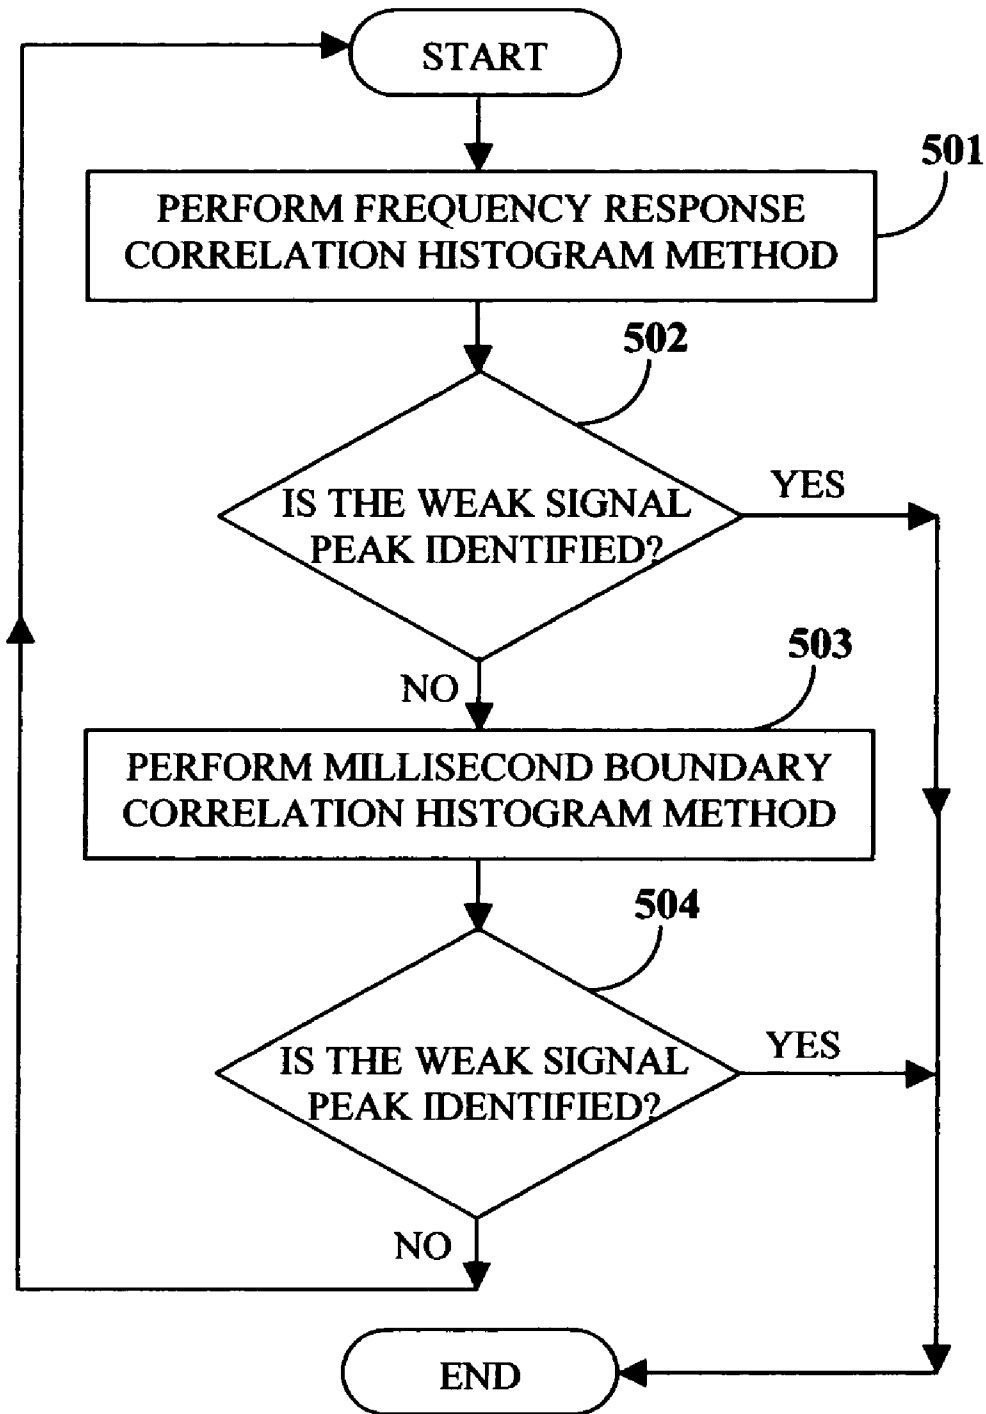 START
501
PERFORM FREQUENCY RESPONSE
CORRELATION HISTOGRAM METHOD
502
IS THE WEAK SIGNAL
PEAK IDENTIFIED?
YES
NO
503
PERFORM MILLISECOND BOUNDARY
CORRELATION HISTOGRAM METHOD
504
IS THE WEAK SIGNAL
PEAK IDENTIFIED?
YES
NO
END